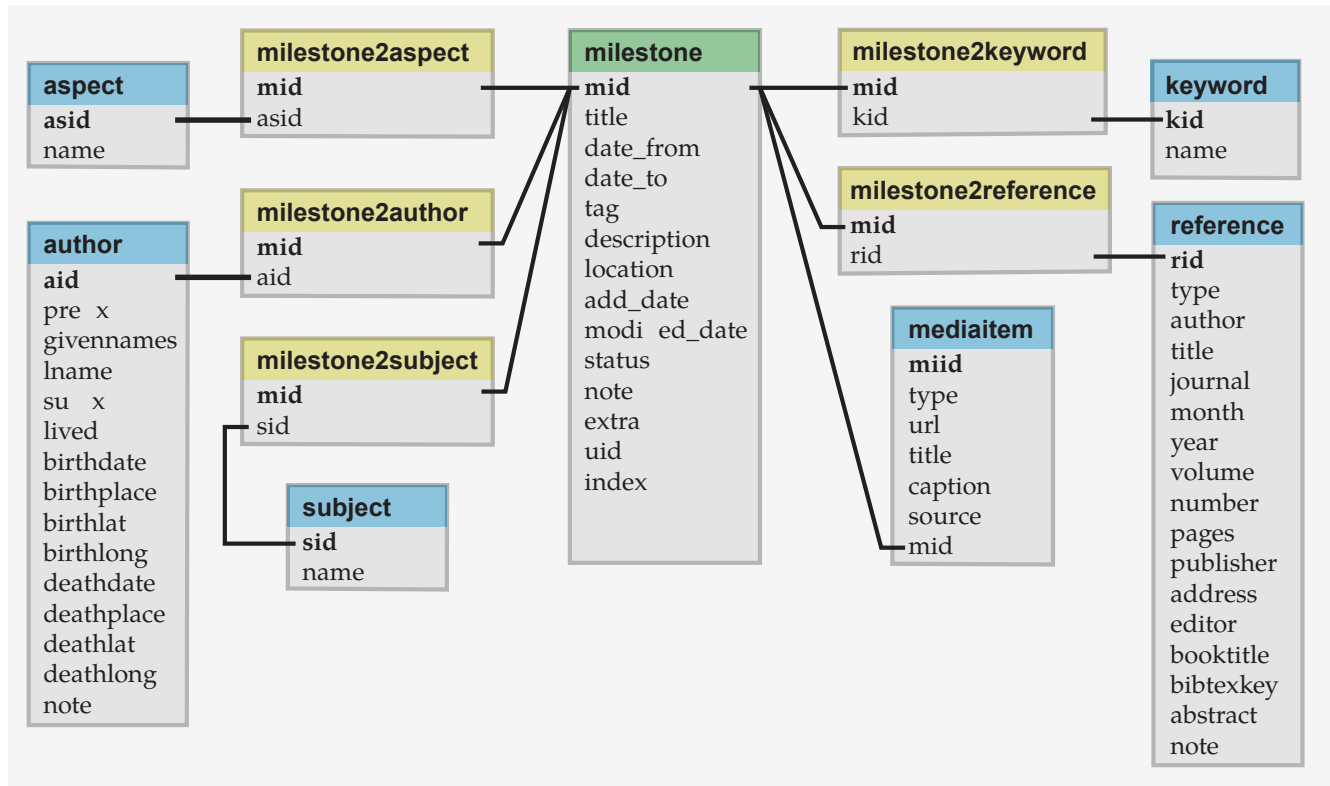 aspect
asid
name
author
aid
pre x
givennames
lname
su x
lived
birthdate
birthplace
birthlat
birthlong
deathdate
deathplace
deathlat
deathlong
note
milestone2aspect
mid
asid
milestone2author
mid
aid
milestone2subject
mid
sid
subject
sid
name
milestone
mid
title
date_from
date_to
tag
description
location
add_date
modi ed_date
status
note
extra
uid
index
milestone2keyword
mid
kid
milestone2reference
mid
rid
mediaitem
miid
type
url
title
caption
source
mid
keyword
kid
name
reference
rid
type
author
title
journal
month
year
volume
number
pages
publisher
address
editor
booktitle
bibtexkey
abstract
note